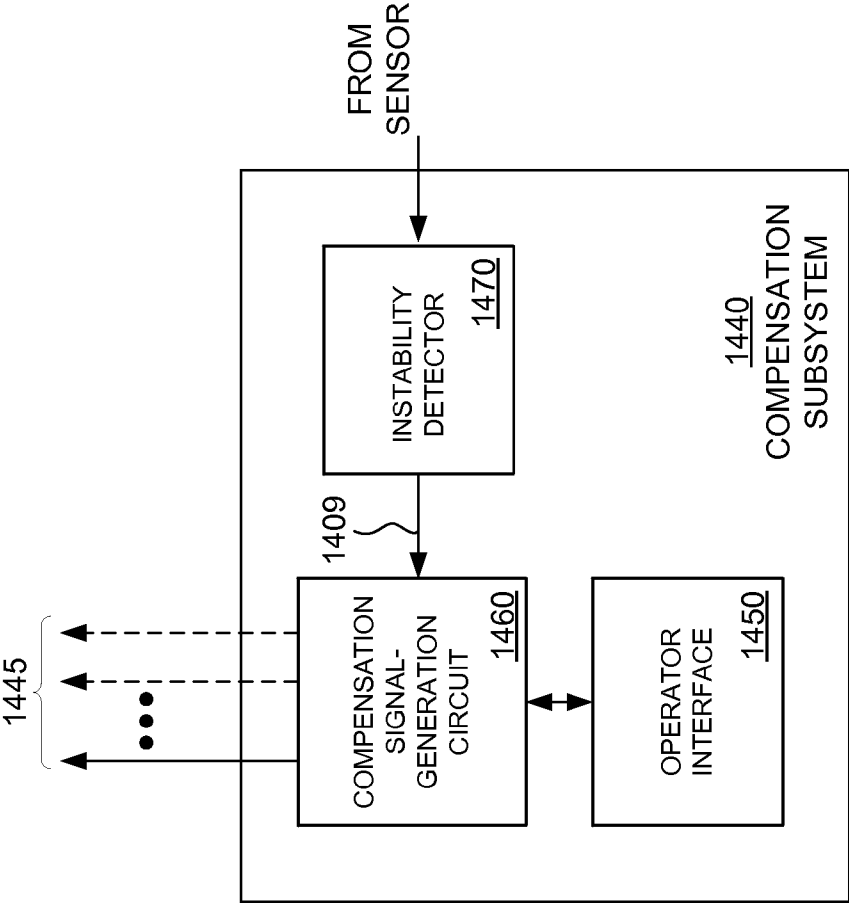 FROM
SENSOR
INSTABILITY
DETECTOR
1470
1409
1445
COMPENSATION
SIGNAL-
GENERATION
CIRCUIT
1460
OPERATOR
INTERFACE
1450
1440
COMPENSATION
SUBSYSTEM